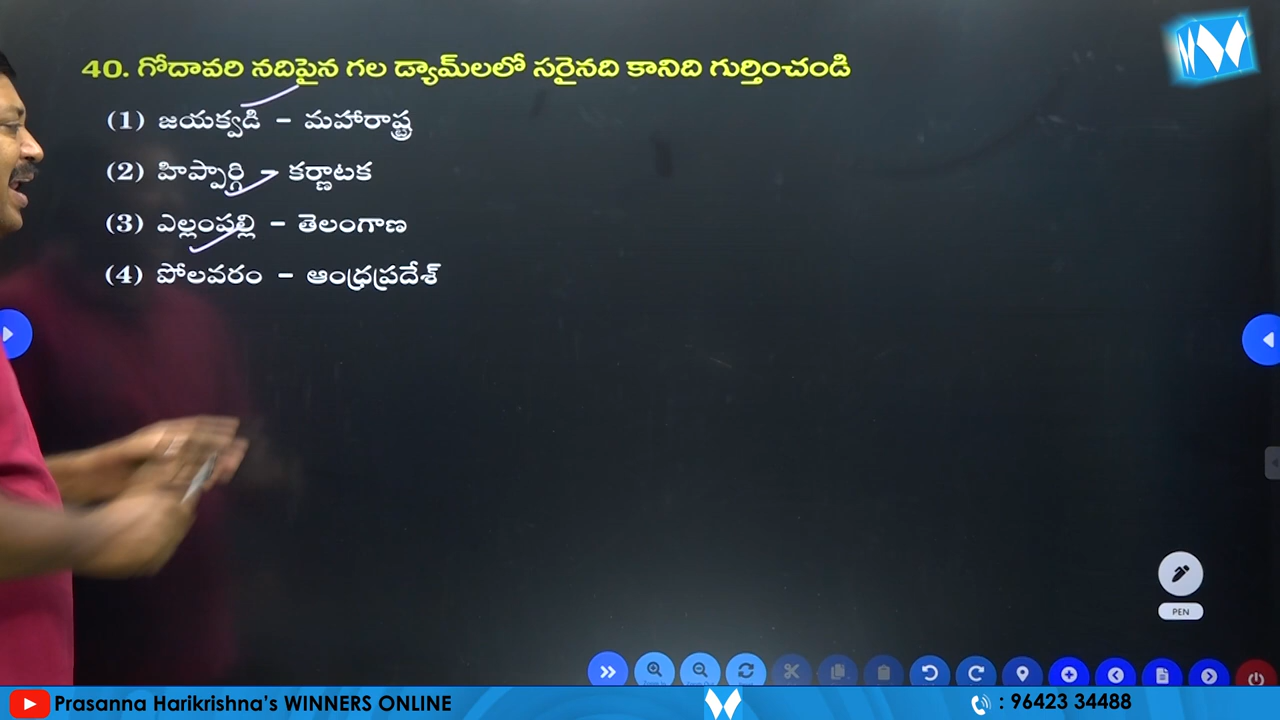 40. గోదావరి నదిపైన గల డ్యామ్‌లలో సరైనది కానిది గుర్తించండి
(1) జయక్వడి – మహారాష్ట్ర
(2) హిప్పార్గి – కర్ణాటక
(3) ఎల్లంపల్లి – తెలంగాణ
(4) పోలవరం – ఆంధ్రప్రదేశ్
PEN
Prasanna Harikrishna's WINNERS ONLINE
: 96423 34488